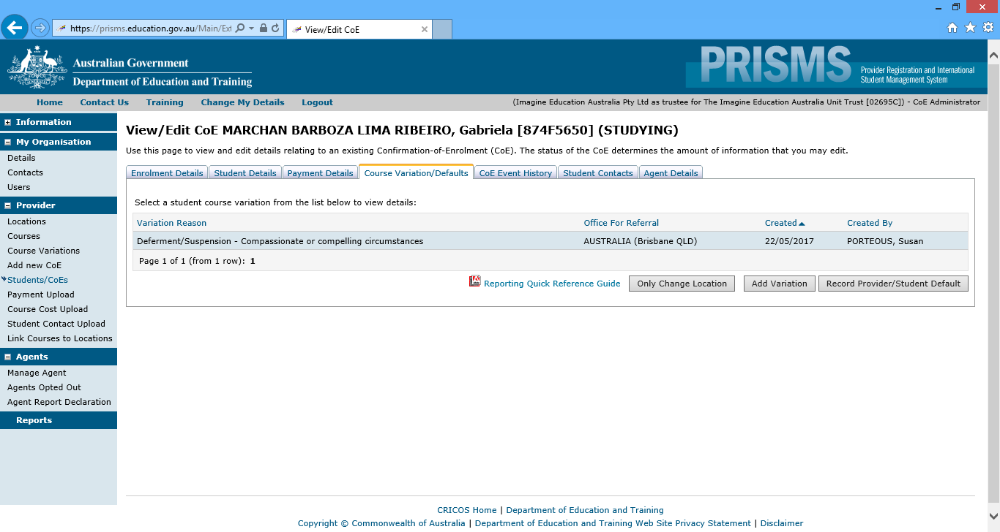 https://prisms.education.gov.au/Main/Ext
View/Edit CoE
Australian Government
Department of Education and Training
PRISMS
Provider Registration and International
Student Management System
Home Contact Us Training Change My Details Logout
(Imagine Education Australia Pty Ltd as trustee for The Imagine Education Australia Unit Trust [02695C]) - CoE Administrator
Information
My Organisation
Details
Contacts
Users
Provider
Locations
Courses
Course Variations
Add new CoE
Students/CoEs
Payment Upload
Course Cost Upload
Student Contact Upload
Link Courses to Locations
Agents
Manage Agent
Agents Opted Out
Agent Report Declaration
Reports
View/Edit CoE MARCHAN BARBOZA LIMA RIBEIRO, Gabriela [874F5650] (STUDYING)
Use this page to view and edit details relating to an existing Confirmation-of-Enrolment (CoE). The status of the CoE determines the amount of information that you may edit.
Enrolment Details Student Details Payment Details Course Variation/Defaults CoE Event History Student Contacts Agent Details
Select a student course variation from the list below to view details:
Variation Reason Office For Referral Created Created By
Deferment/Suspension - Compassionate or compelling circumstances AUSTRALIA (Brisbane QLD) 22/05/2017 PORTEOUS, Susan
Page 1 of 1 (from 1 row): 1
Reporting Quick Reference Guide Only Change Location Add Variation Record Provider/Student Default
CRICOS Home | Department of Education and Training
Copyright © Commonwealth of Australia | Department of Education and Training Web Site Privacy Statement | Disclaimer